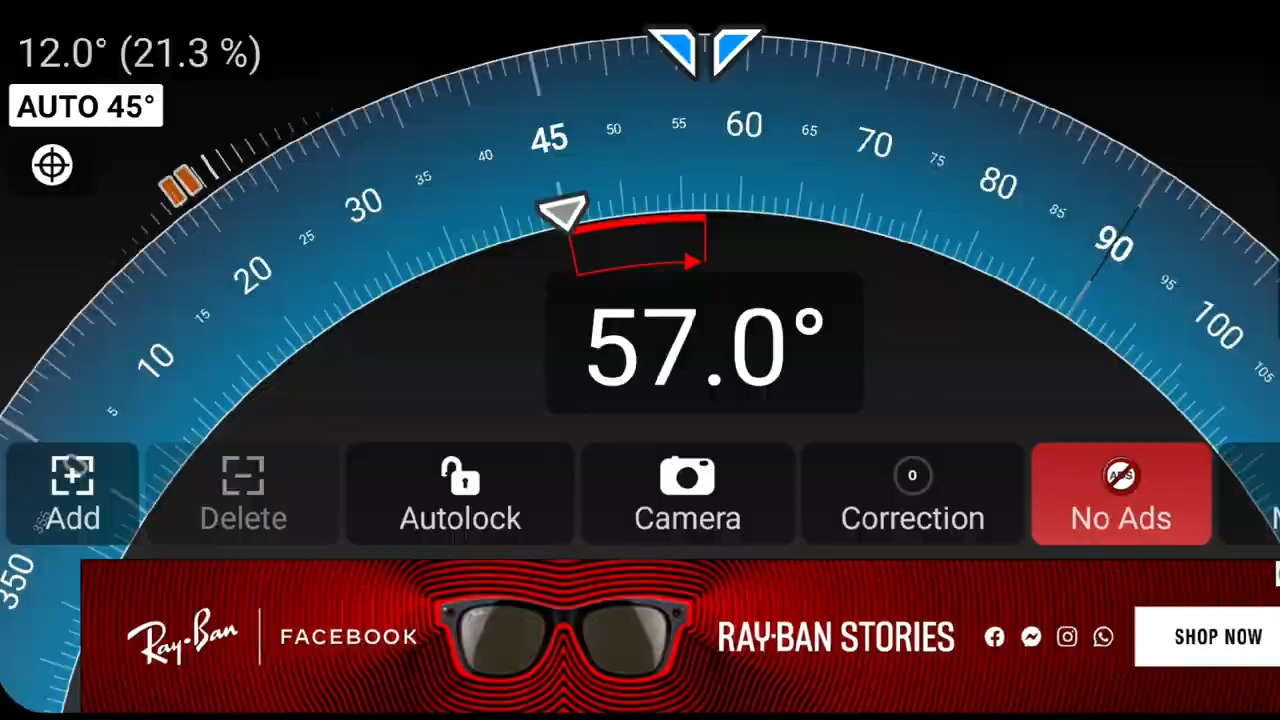 12.0° (21.3 %)
AUTO 45°
350
355
5
10
15
20
25
30
35
40
45
50
55
60
65
70
75
80
85
90
95
100
105
57.0°
Add
Delete
Autolock
Camera
0
Correction
ADS
No Ads
Ray-Ban
FACEBOOK
RAY-BAN STORIES
SHOP NOW